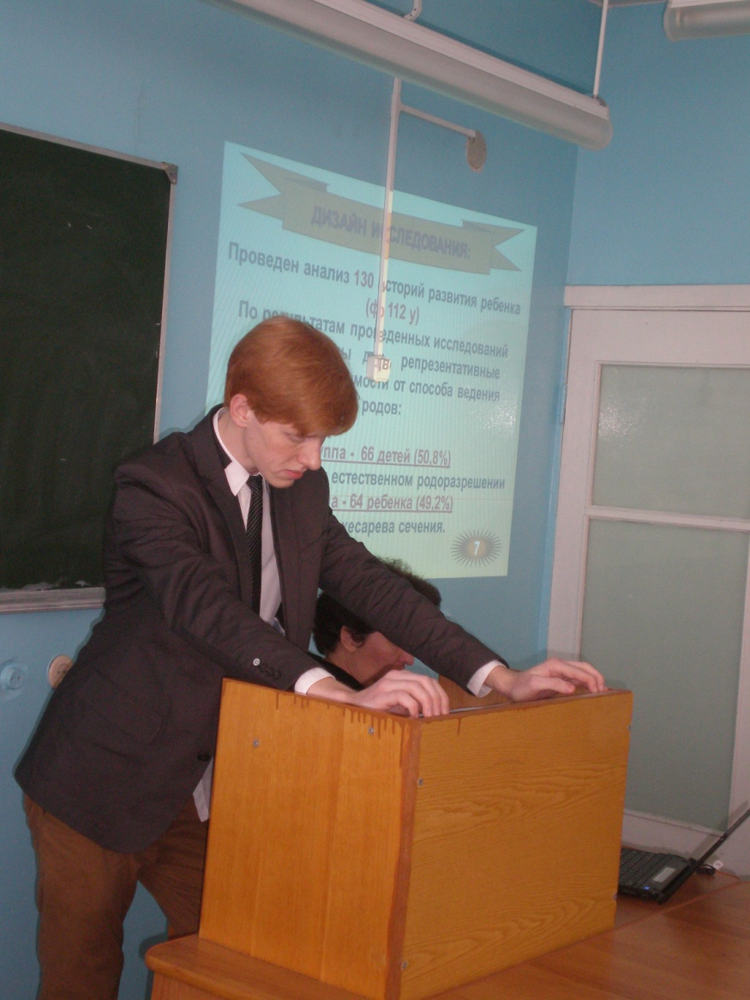 ДИЗАЙН ИССЛЕДОВАНИЯ:
Проведен анализ 130 историй развития ребенка
(ф 112 у)
По результатам проведенных исследований
две репрезентативные
от способа ведения
родов:
66 детей (50,8%)
естественном родоразрешении
- 64 ребенка (49,2%)
кесарева сечения.
7